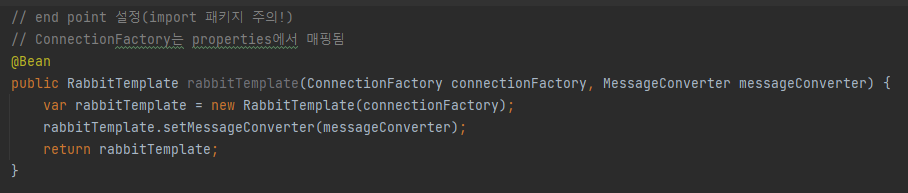 // end point 설정(import 패키지 주의!)
// ConnectionFactory는 properties에서 매핑됨
@Bean
public RabbitTemplate rabbitTemplate(ConnectionFactory connectionFactory, MessageConverter messageConverter) {
    var rabbitTemplate = new RabbitTemplate(connectionFactory);
    rabbitTemplate.setMessageConverter(messageConverter);
    return rabbitTemplate;
}